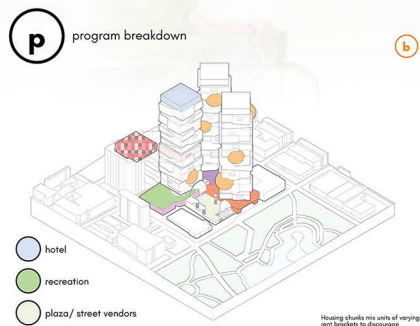 p
program breakdown
b
hotel
recreation
plaza/ street vendors
Housing chunks mix units of varying
rent brackets to discourage